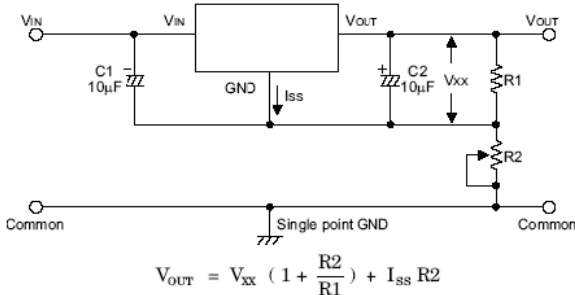 VIN VIN VOUT VOUT
C1 − 10μF
GND
ISS
+ C2 10μF
VXX
R1
R2
Common Single point GND Common
VOUT = VXX ( 1 + R2/R1 ) + ISS R2